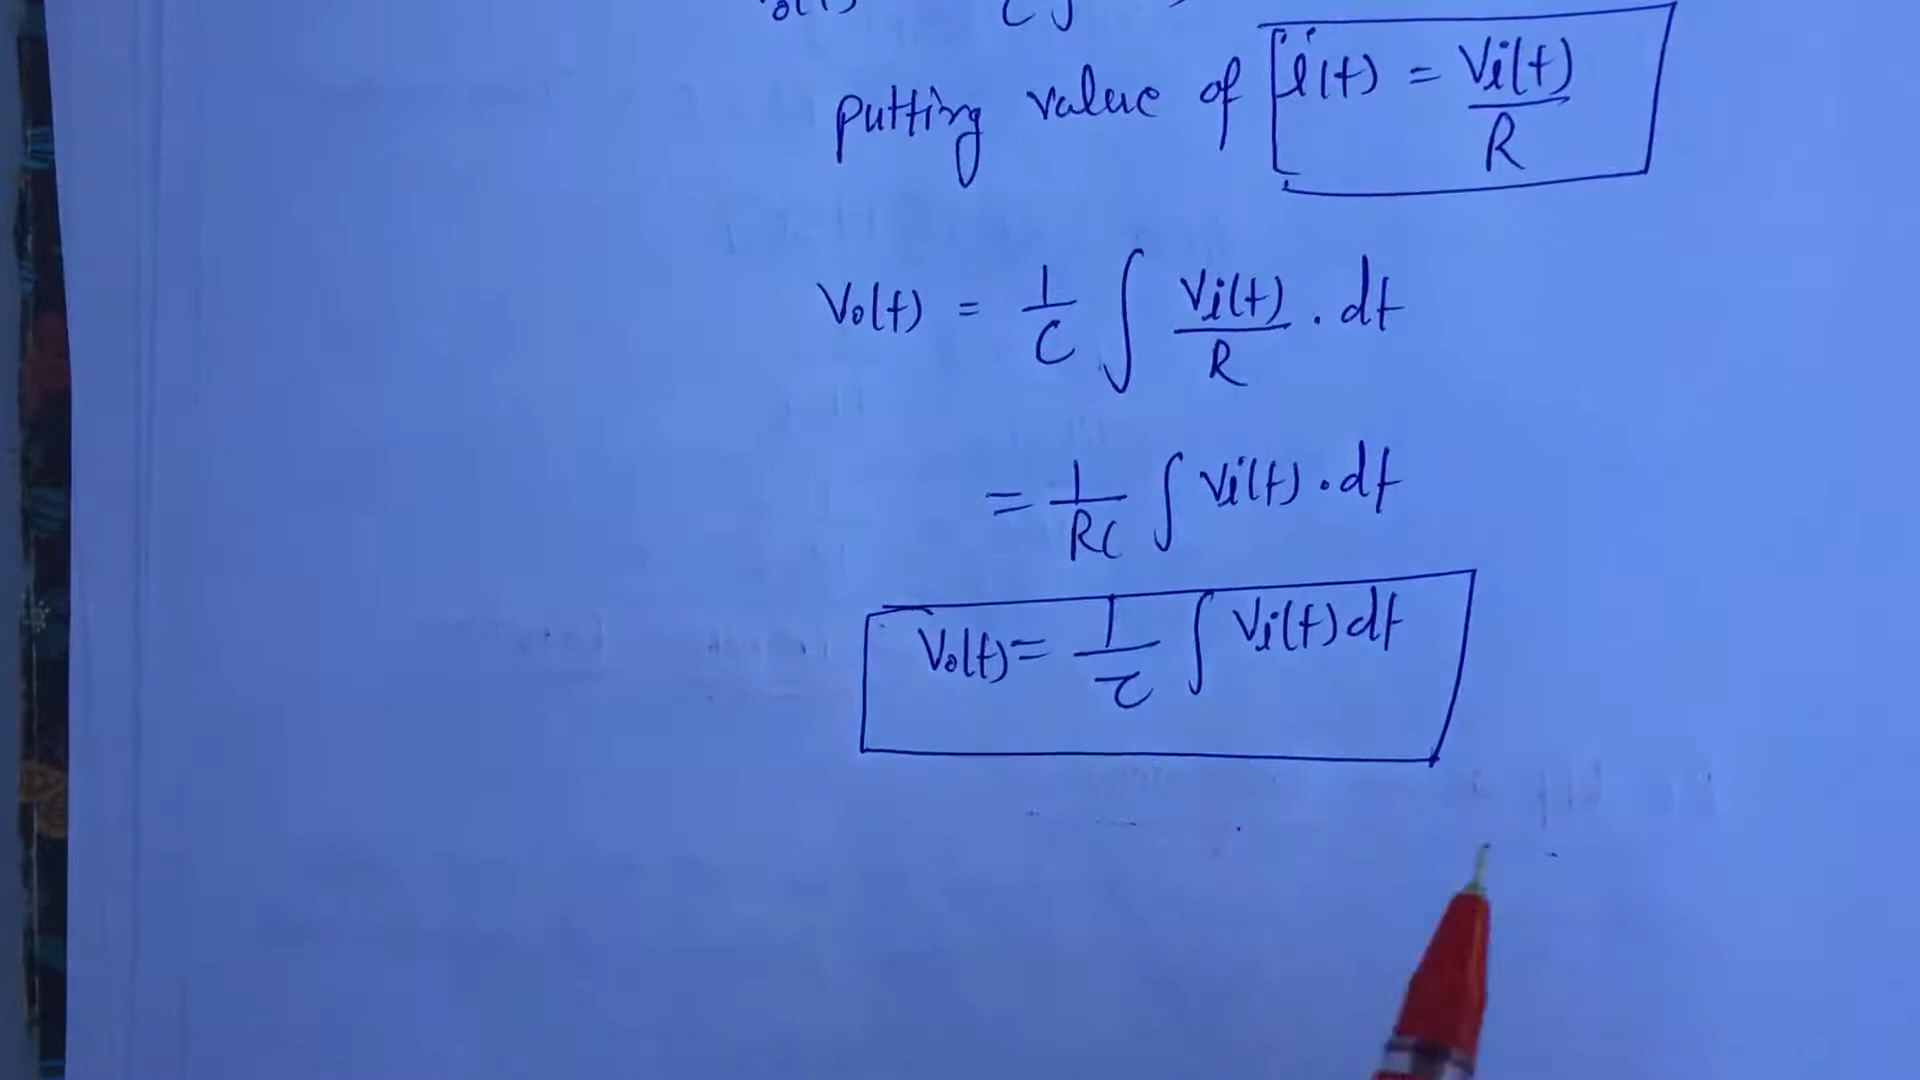 putting value of i(t) = Vi(t)/R
Vo(t) = 1/C ∫ Vi(t)/R . dt
= 1/RC ∫ Vi(t) . dt
Vo(t) = 1/τ ∫ Vi(t) dt